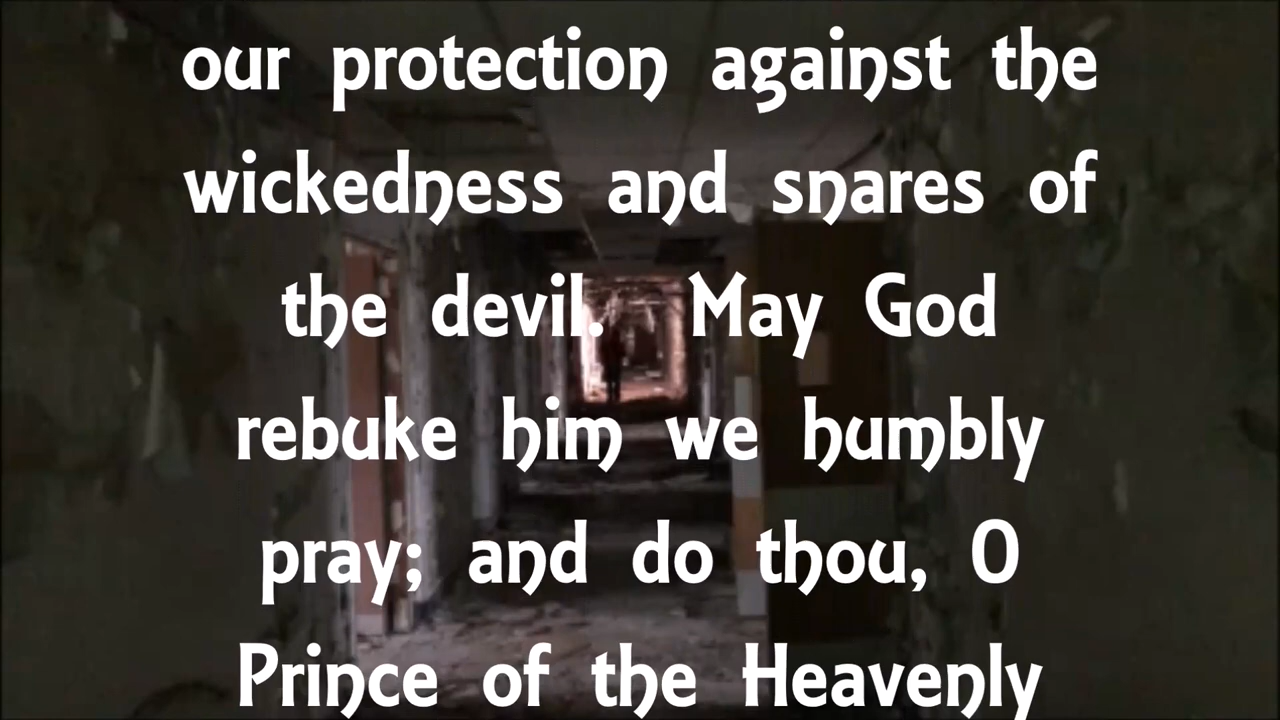 our protection against the
wickedness and snares of
the devil. May God
rebuke him we humbly
pray; and do thou, O
Prince of the Heavenly